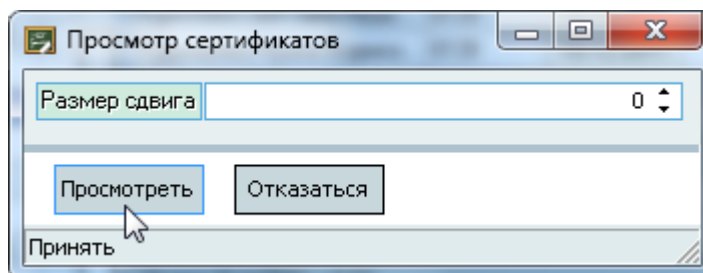 Просмотр сертификатов
Размер сдвига 0
Просмотреть Отказаться
Принять